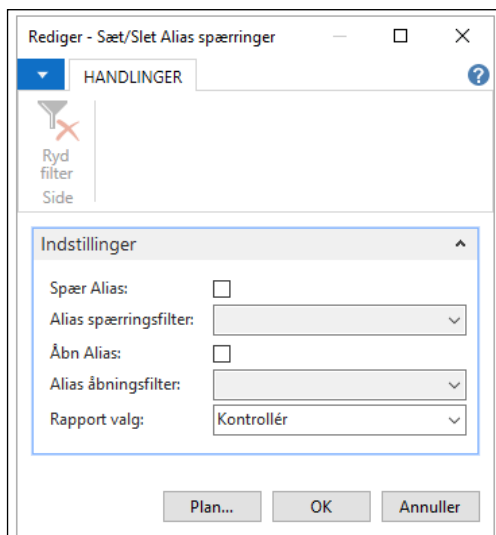 Rediger - Sæt/Slet Alias spærringer
HANDLINGER
?
Ryd
filter
Side
Indstillinger
Spær Alias:
Alias spærringsfilter:
Åbn Alias:
Alias åbningsfilter:
Rapport valg: Kontrollér
Plan... OK Annuller